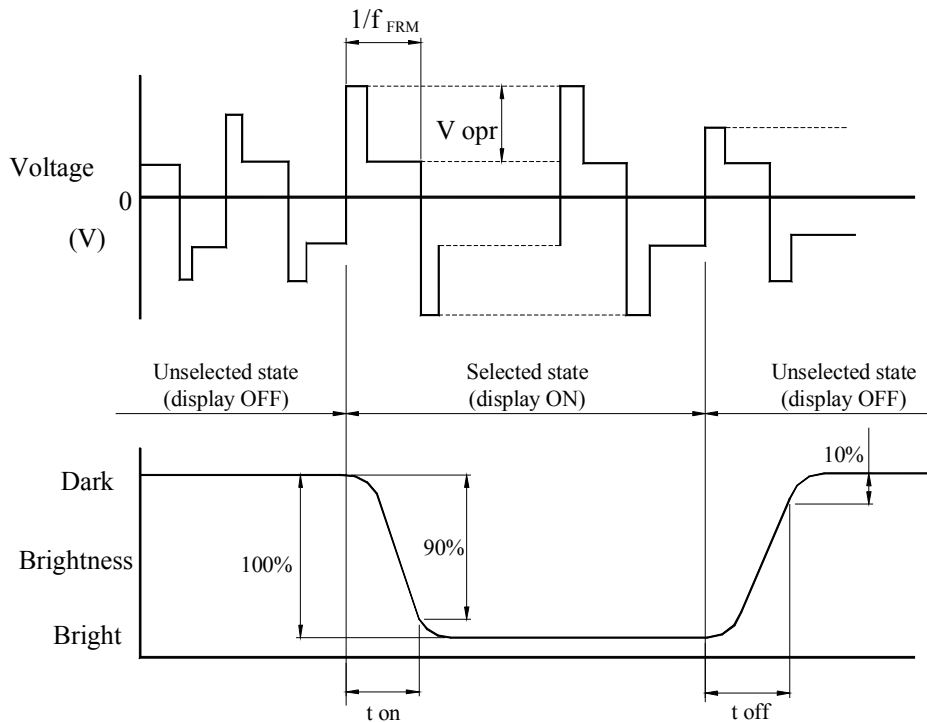 1/f FRM
V opr
Voltage
0
(V)
Unselected state
(display OFF)
Selected state
(display ON)
Unselected state
(display OFF)
10%
Dark
90%
100%
Brightness
Bright
t on
t off